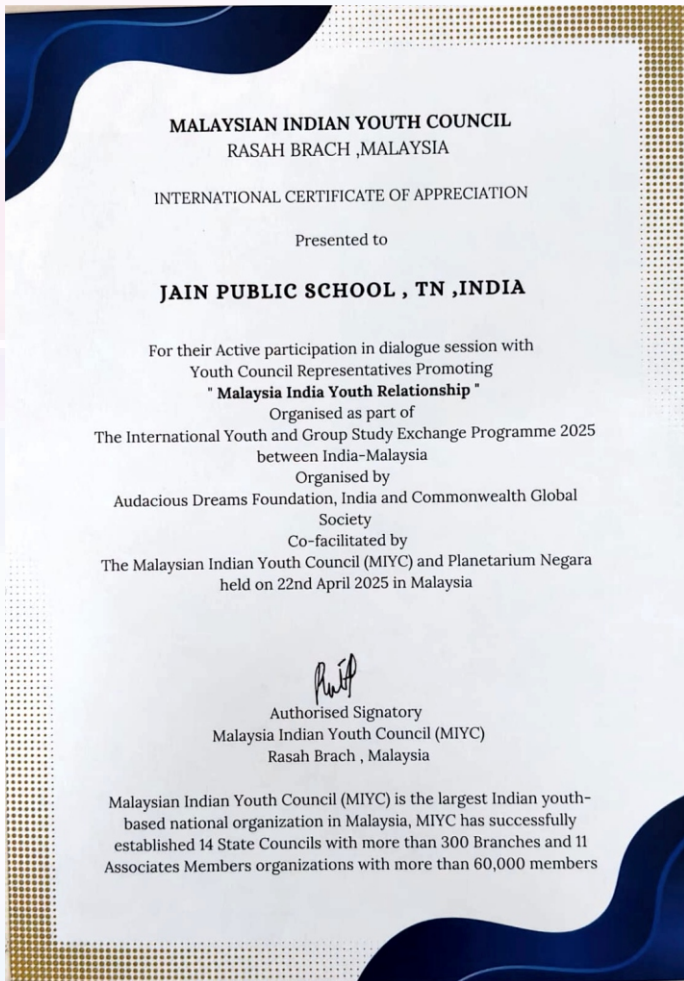 MALAYSIAN INDIAN YOUTH COUNCIL
RASAH BRACH ,MALAYSIA
INTERNATIONAL CERTIFICATE OF APPRECIATION
Presented to
JAIN PUBLIC SCHOOL , TN ,INDIA
For their Active participation in dialogue session with
Youth Council Representatives Promoting
" Malaysia India Youth Relationship "
Organised as part of
The International Youth and Group Study Exchange Programme 2025
between India-Malaysia
Organised by
Audacious Dreams Foundation, India and Commonwealth Global
Society
Co-facilitated by
The Malaysian Indian Youth Council (MIYC) and Planetarium Negara
held on 22nd April 2025 in Malaysia
Authorised Signatory
Malaysia Indian Youth Council (MIYC)
Rasah Brach , Malaysia
Malaysian Indian Youth Council (MIYC) is the largest Indian youth-
based national organization in Malaysia, MIYC has successfully
established 14 State Councils with more than 300 Branches and 11
Associates Members organizations with more than 60,000 members